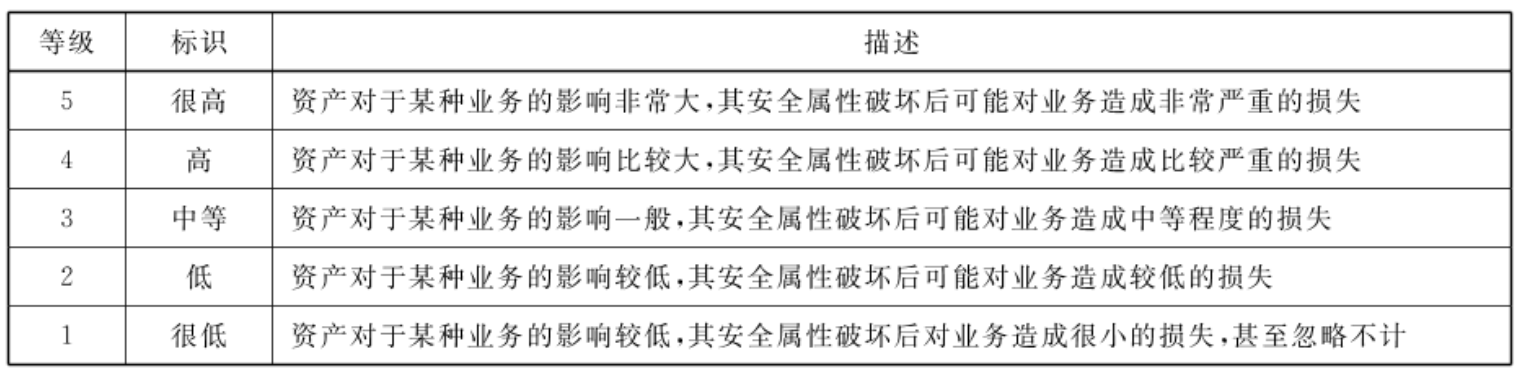 等级 标识 描述
5 很高 资产对于某种业务的影响非常大,其安全属性破坏后可能对业务造成非常严重的损失
4 高 资产对于某种业务的影响比较大,其安全属性破坏后可能对业务造成比较严重的损失
3 中等 资产对于某种业务的影响一般,其安全属性破坏后可能对业务造成中等程度的损失
2 低 资产对于某种业务的影响较低,其安全属性破坏后可能对业务造成较低的损失
1 很低 资产对于某种业务的影响较低,其安全属性破坏后对业务造成很小的损失,甚至忽略不计